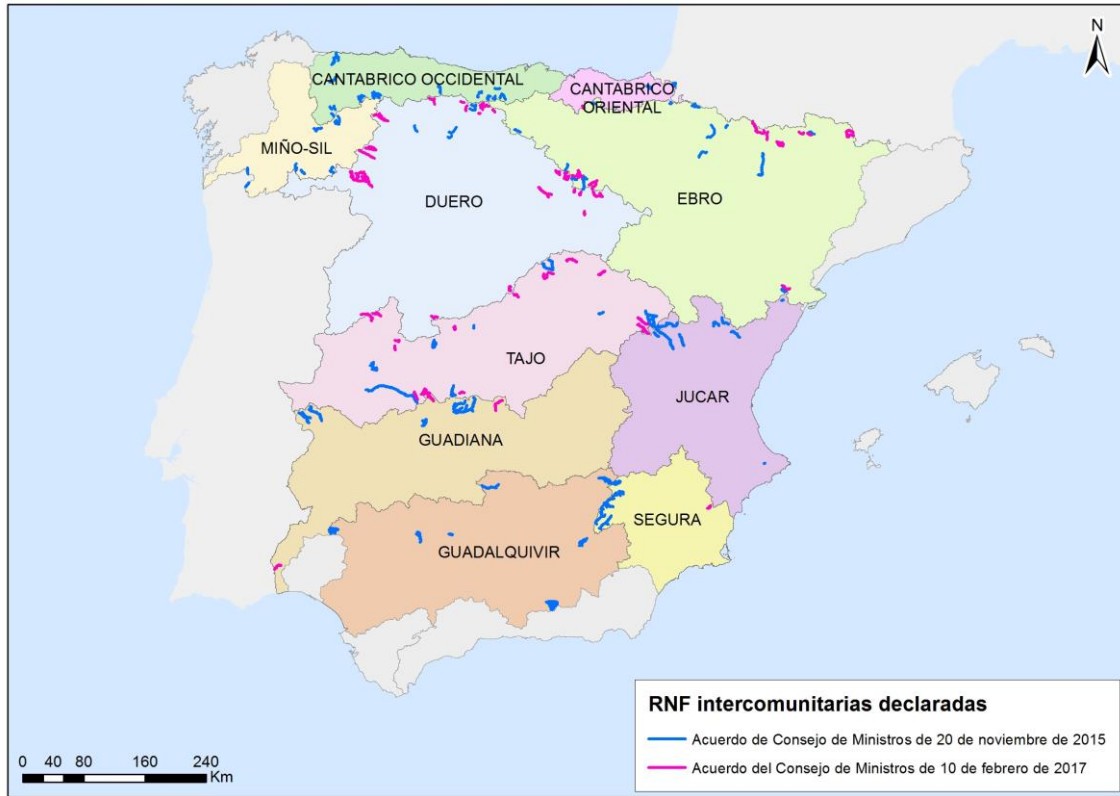 N
CANTABRICO OCCIDENTAL
CANTABRICO
ORIENTAL
MIÑO-SIL
DUERO
EBRO
TAJO
JUCAR
GUADIANA
SEGURA
GUADALQUIVIR
RNF intercomunitarias declaradas
Acuerdo de Consejo de Ministros de 20 de noviembre de 2015
Acuerdo del Consejo de Ministros de 10 de febrero de 2017
0 40 80 160 240
Km